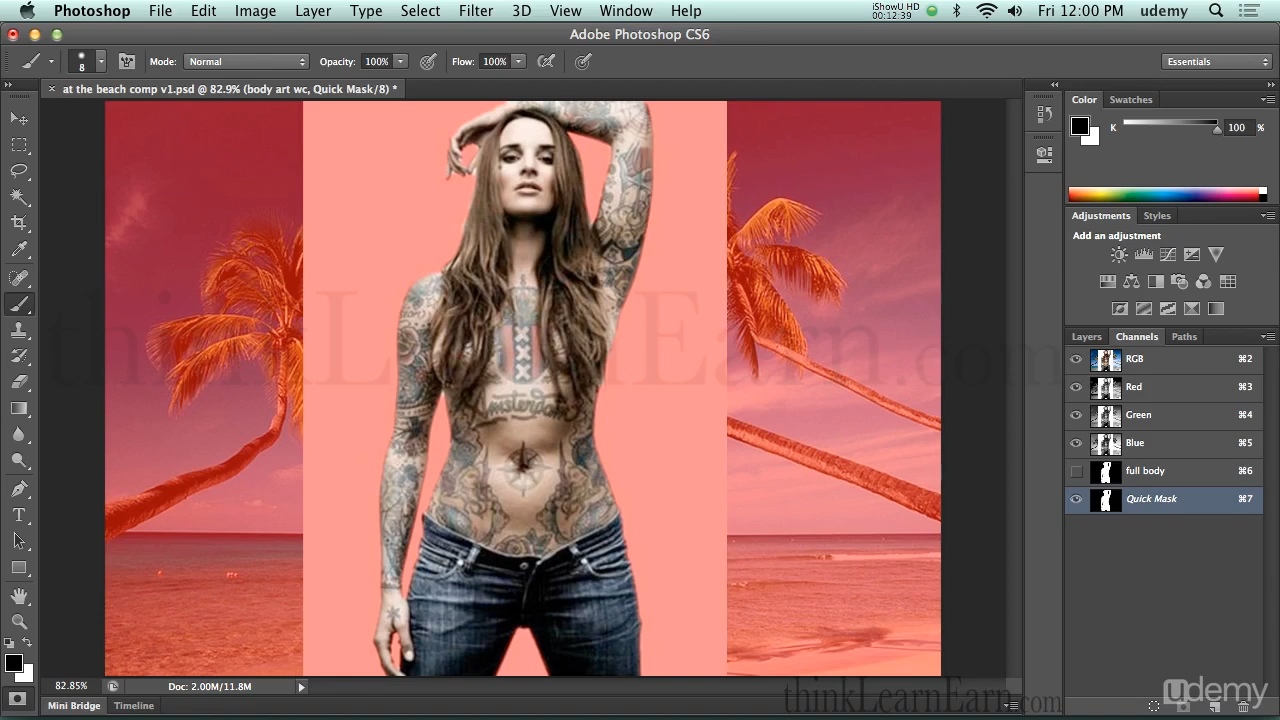 Photoshop File Edit Image Layer Type Select Filter 3D View Window Help iShowU HD 00:12:39 Fri 12:00 PM udemy
Adobe Photoshop CS6
8 Mode: Normal Opacity: 100% Flow: 100% Essentials
× at the beach comp v1.psd @ 82.9% (body art wc, Quick Mask/8) *
Color Swatches
K 100 %
Adjustments Styles
Add an adjustment
thinkLearnEarn.com
XXX
amsterdam
Layers Channels Paths
RGB ⌘2
Red ⌘3
Green ⌘4
Blue ⌘5
full body ⌘6
Quick Mask ⌘7
82.85% Doc: 2.00M/11.8M
thinkLearnEarn.com
udemy
Mini Bridge Timeline